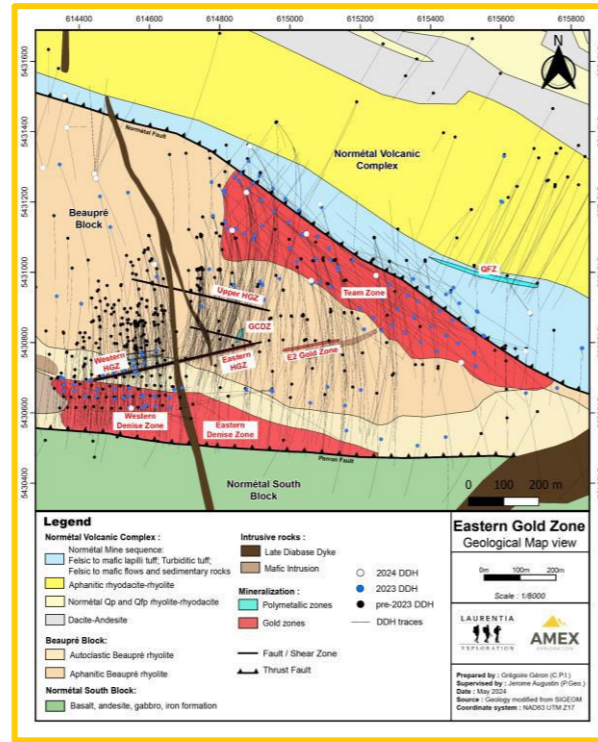 614400 614600 614800 615000 615200 615400 615600 615800
5431600
5431400
5431200
5431000
5430800
5430600
5430400
N
Normétal Fault
Normétal Volcanic
Complex
Beaupré
Block
QFZ
Team Zone
Upper HGZ
GCDZ
Western
HGZ
Eastern
HGZ
E2 Gold Zone
Western
Denise Zone
Eastern
Denise Zone
Perron Fault
Normétal South
Block
0 100 200 m
Legend
Normétal Volcanic Complex :
Normétal Mine sequence:
Felsic to mafic lapilli tuff; Turbiditic tuff;
Felsic to mafic flows and sedimentary rocks
Aphanitic rhyodacite-rhyolite
Normétal Qp and Qfp rhyolite-rhyodacite
Dacite-Andesite
Beaupré Block:
Autoclastic Beaupré rhyolite
Aphanitic Beaupré rhyolite
Normétal South Block:
Basalt, andesite, gabbro, iron formation
Intrusive rocks :
Late Diabase Dyke
Mafic Intrusion
Mineralization :
Polymetallic zones
Gold zones
Fault / Shear Zone
Thrust Fault
2024 DDH
2023 DDH
pre-2023 DDH
DDH traces
Eastern Gold Zone
Geological Map view
0m 100m 200m
Scale : 1/8000
LAURENTIA
EXPLORATION
AMEX
EXPLORATION
Prepared by : Grégoire Géron (C.P.I.)
Supervised by : Jerome Augustin (P.Geo.)
Date : May 2024
Source : Geology modified from SIGEOM
Coordinate system : NAD83 UTM Z17